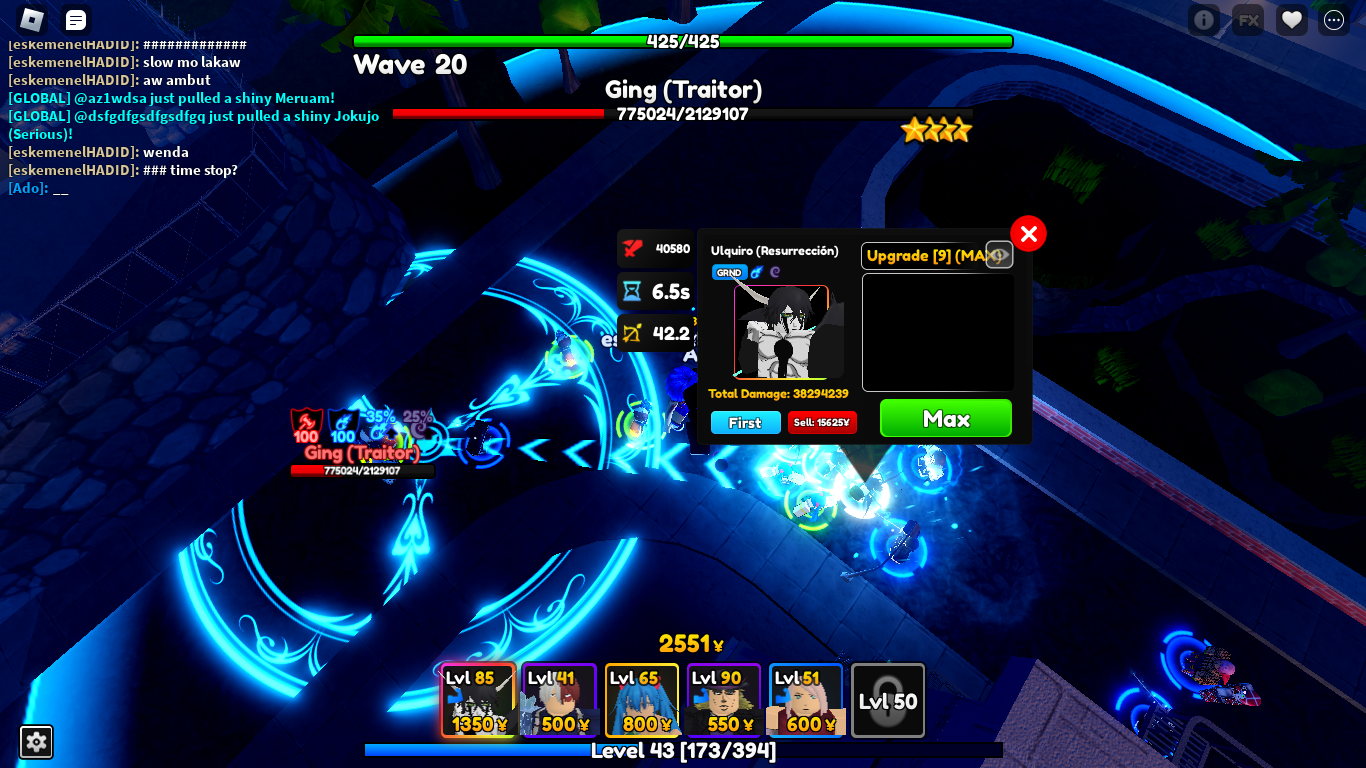 [eskemenelHADID]: #############
[eskemenelHADID]: slow mo lakaw
[eskemenelHADID]: aw ambut
[GLOBAL] @az1wdsa just pulled a shiny Meruam!
[GLOBAL] @dsfgdfgsdfgsdfgq just pulled a shiny Jokujo
(Serious)!
[eskemenelHADID]: wenda
[eskemenelHADID]: ### time stop?
[Ado]: __
425/425
Wave 20
Ging (Traitor)
775024/2129107
FX
40580
6.5s
42.2
Ulquiro (Resurrección)
GRND
Upgrade [9] (MAX)
Total Damage: 38294239
First
Sell: 15625¥
Max
35%
25%
100
100
Ging (Traitor)
775024/2129107
2551¥
Lvl 85
1350¥
Lvl 41
500¥
Lvl 65
800¥
Lvl 90
550¥
Lvl 51
600¥
Lvl 50
Level 43 [173/394]